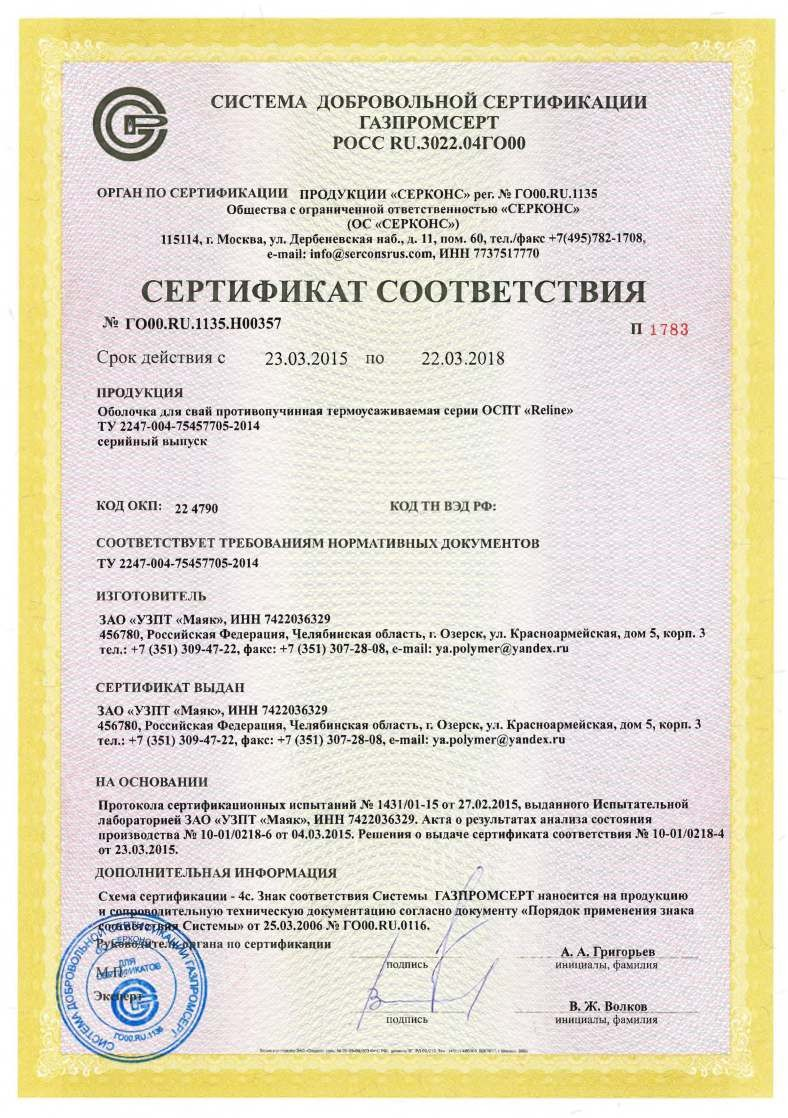 СИСТЕМА ДОБРОВОЛЬНОЙ СЕРТИФИКАЦИИ
ГАЗПРОМСЕРТ
РОСС RU.3022.04ГО00
ОРГАН ПО СЕРТИФИКАЦИИ ПРОДУКЦИИ «СЕРКОНС» рег. № ГО00.RU.1135
Общества с ограниченной ответственностью «СЕРКОНС»
(ОС «СЕРКОНС»)
115114, г. Москва, ул. Дербеневская наб., д. 11, пом. 60, тел./факс +7(495)782-1708,
e-mail: info@serconsrus.com, ИНН 7737517770
СЕРТИФИКАТ СООТВЕТСТВИЯ
№ ГО00.RU.1135.Н00357
П 1783
Срок действия с 23.03.2015 по 22.03.2018
ПРОДУКЦИЯ
Оболочка для свай противопучинная термоусаживаемая серии ОСПТ «Reline»
ТУ 2247-004-75457705-2014
серийный выпуск
КОД ОКП: 22 4790 КОД ТН ВЭД РФ:
СООТВЕТСТВУЕТ ТРЕБОВАНИЯМ НОРМАТИВНЫХ ДОКУМЕНТОВ
ТУ 2247-004-75457705-2014
ИЗГОТОВИТЕЛЬ
ЗАО «УЗПТ «Маяк», ИНН 7422036329
456780, Российская Федерация, Челябинская область, г. Озерск, ул. Красноармейская, дом 5, корп. 3
тел.: +7 (351) 309-47-22, факс: +7 (351) 307-28-08, e-mail: ya.polymer@yandex.ru
СЕРТИФИКАТ ВЫДАН
ЗАО «УЗПТ «Маяк», ИНН 7422036329
456780, Российская Федерация, Челябинская область, г. Озерск, ул. Красноармейская, дом 5, корп. 3
тел.: +7 (351) 309-47-22, факс: +7 (351) 307-28-08, e-mail: ya.polymer@yandex.ru
НА ОСНОВАНИИ
Протокола сертификационных испытаний № 1431/01-15 от 27.02.2015, выданного Испытательной
лабораторией ЗАО «УЗПТ «Маяк», ИНН 7422036329. Акта о результатах анализа состояния
производства № 10-01/0218-6 от 04.03.2015. Решения о выдаче сертификата соответствия № 10-01/0218-4
от 23.03.2015.
ДОПОЛНИТЕЛЬНАЯ ИНФОРМАЦИЯ
Схема сертификации - 4с. Знак соответствия Системы ГАЗПРОМСЕРТ наносится на продукцию
и сопроводительную техническую документацию согласно документу «Порядок применения знака
соответствия Системы» от 25.03.2006 № ГО00.RU.0116.
Руководитель органа по сертификации
А. А. Григорьев
подпись инициалы, фамилия
М.П.
Эксперт
В. Ж. Волков
подпись инициалы, фамилия
СИСТЕМА ДОБРОВОЛЬНОЙ СЕРТИФИКАЦИИ ГАЗПРОМСЕРТ
ОС «СЕРКОНС»
ДЛЯ
СЕРТИФИКАТОВ
ГО00.RU.1135